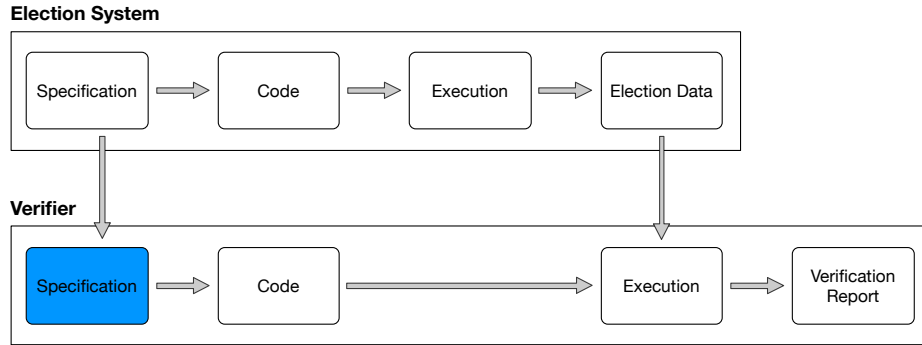 Election System
Specification
Code
Execution
Election Data
Verifier
Specification
Code
Execution
Verification
Report